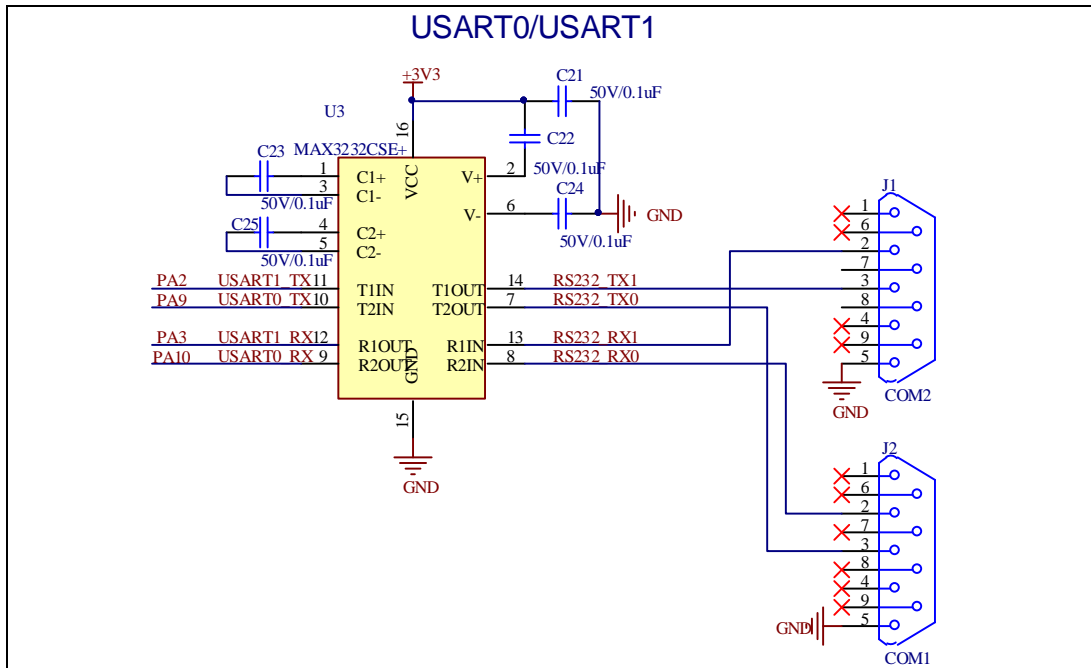 USART0/USART1
+3V3
C21
50V/0.1uF
U3
16
C22
MAX3232CSE+
C23
1
C1+
VCC
V+
2
50V/0.1uF
3
C1-
50V/0.1uF
C24
V-
6
GND
C25
4
C2+
50V/0.1uF
5
C2-
50V/0.1uF
PA2
USART1_TX
11
T1IN
T1OUT
14
RS232_TX1
PA9
USART0_TX
10
T2IN
T2OUT
7
RS232_TX0
PA3
USART1_RX
12
R1OUT
R1IN
13
RS232_RX1
PA10
USART0_RX
9
R2OUT
GND
R2IN
8
RS232_RX0
15
GND
J1
1
6
2
7
3
8
4
9
5
COM2
GND
J2
1
6
2
7
3
8
4
9
5
GND
COM1